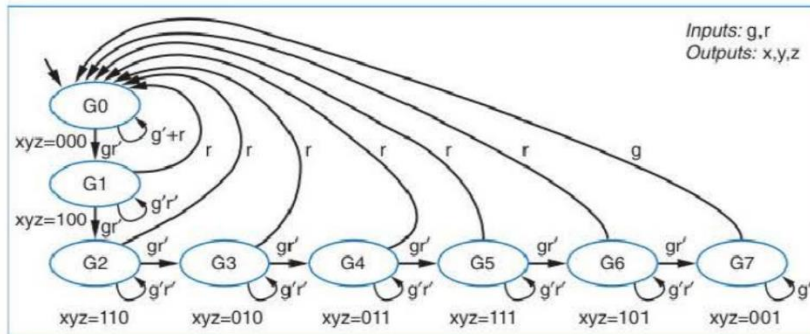 Inputs: g,r
Outputs: x,y,z
G0
g'+r
xyz=000
gr'
r
r
r
r
r
r
g
G1
g'r'
xyz=100
gr'
G2
gr'
G3
gr'
G4
gr'
G5
gr'
G6
gr'
G7
g'r'
g'r'
g'r'
g'r'
g'r'
g'
xyz=110
xyz=010
xyz=011
xyz=111
xyz=101
xyz=001